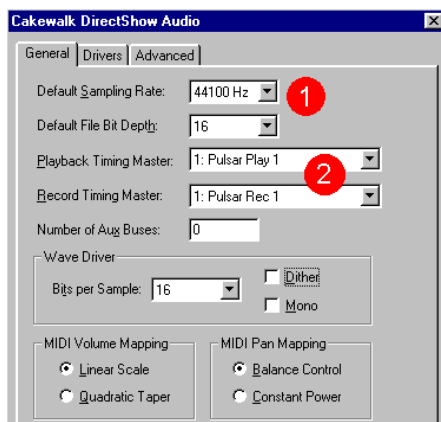 Cakewalk DirectShow Audio
General Drivers Advanced
Default Sampling Rate: 44100 Hz 1
Default File Bit Depth: 16
Playback Timing Master: 1: Pulsar Play 1
2
Record Timing Master: 1: Pulsar Rec 1
Number of Aux Buses: 0
Wave Driver
Dither
Bits per Sample: 16
Mono
MIDI Volume Mapping MIDI Pan Mapping
Linear Scale Balance Control
Quadratic Taper Constant Power